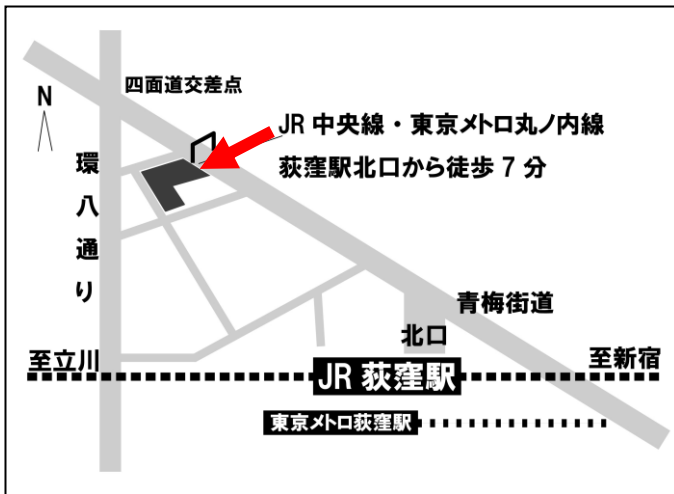 四面道交差点
N
JR 中央線・東京メトロ丸ノ内線
荻窪駅北口から徒歩 7 分
環八通り
青梅街道
北口
至立川
JR 荻窪駅
至新宿
東京メトロ荻窪駅